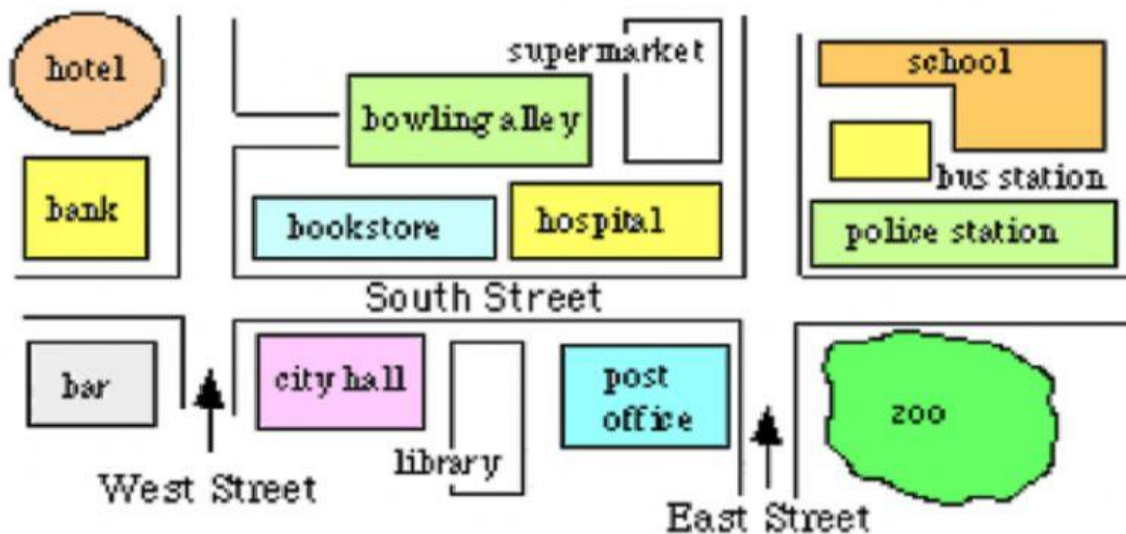 hotel
supermarket
school
bowling alley
bank
bus station
bookstore
hospital
police station
South Street
bar
city hall
post
office
zoo
library
West Street
East Street